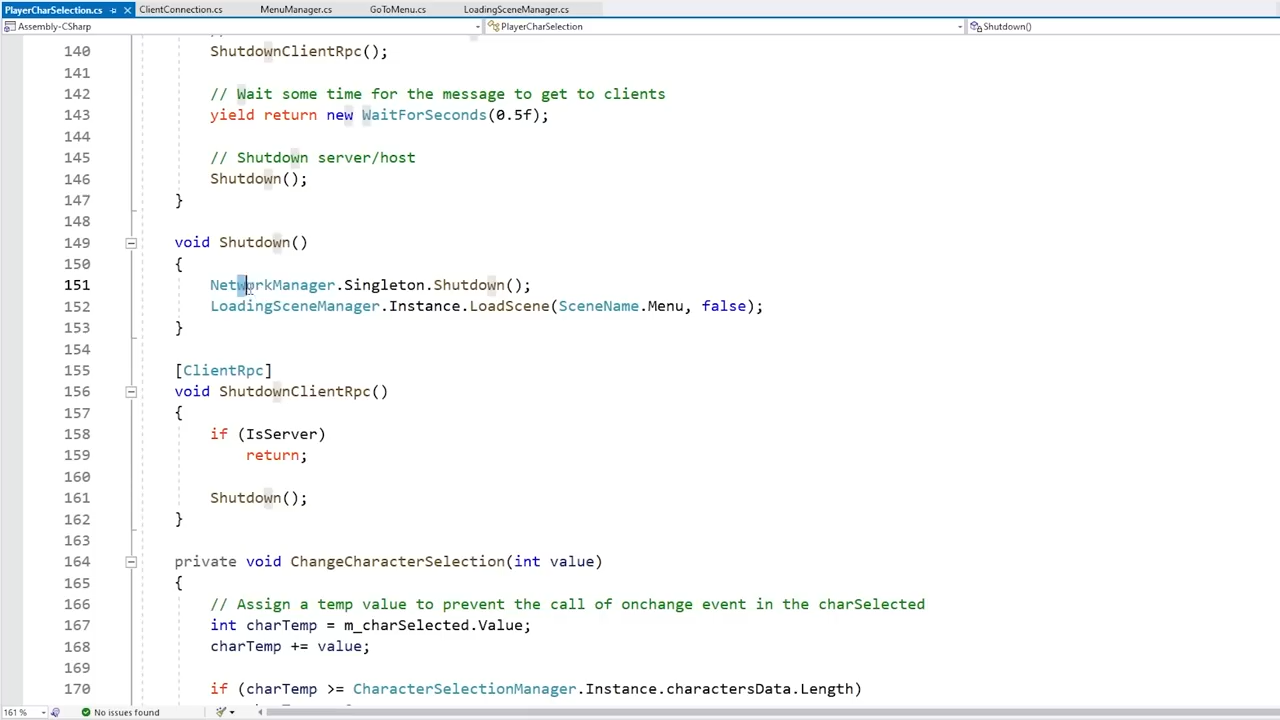 PlayerCharSelection.cs ClientConnection.cs MenuManager.cs GoToMenu.cs LoadingSceneManager.cs
Assembly-CSharp PlayerCharSelection Shutdown()
140 ShutdownClientRpc();
141
142 // Wait some time for the message to get to clients
143 yield return new WaitForSeconds(0.5f);
144
145 // Shutdown server/host
146 Shutdown();
147 }
148
149 void Shutdown()
150 {
151 NetworkManager.Singleton.Shutdown();
152 LoadingSceneManager.Instance.LoadScene(SceneName.Menu, false);
153 }
154
155 [ClientRpc]
156 void ShutdownClientRpc()
157 {
158 if (IsServer)
159 return;
160
161 Shutdown();
162 }
163
164 private void ChangeCharacterSelection(int value)
165 {
166 // Assign a temp value to prevent the call of onchange event in the charSelected
167 int charTemp = m_charSelected.Value;
168 charTemp += value;
169
170 if (charTemp >= CharacterSelectionManager.Instance.charactersData.Length)
161 % No issues found